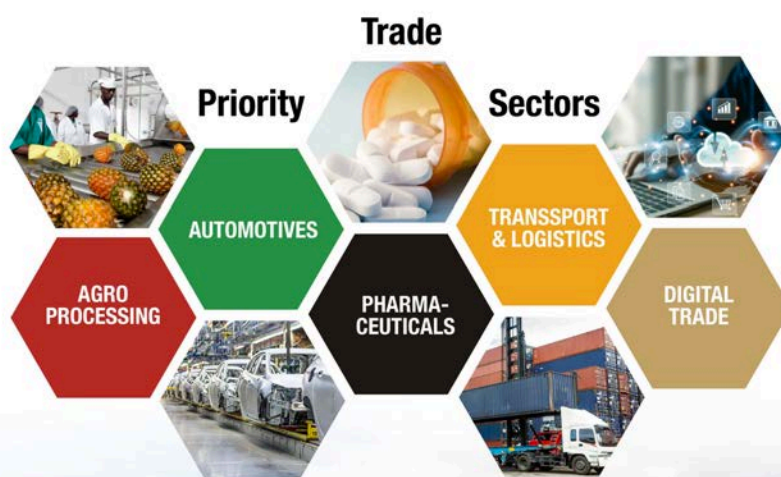 Trade
Priority
Sectors
AUTOMOTIVES
TRANSSPORT
& LOGISTICS
AGRO
PROCESSING
PHARMA-
CEUTICALS
DIGITAL
TRADE